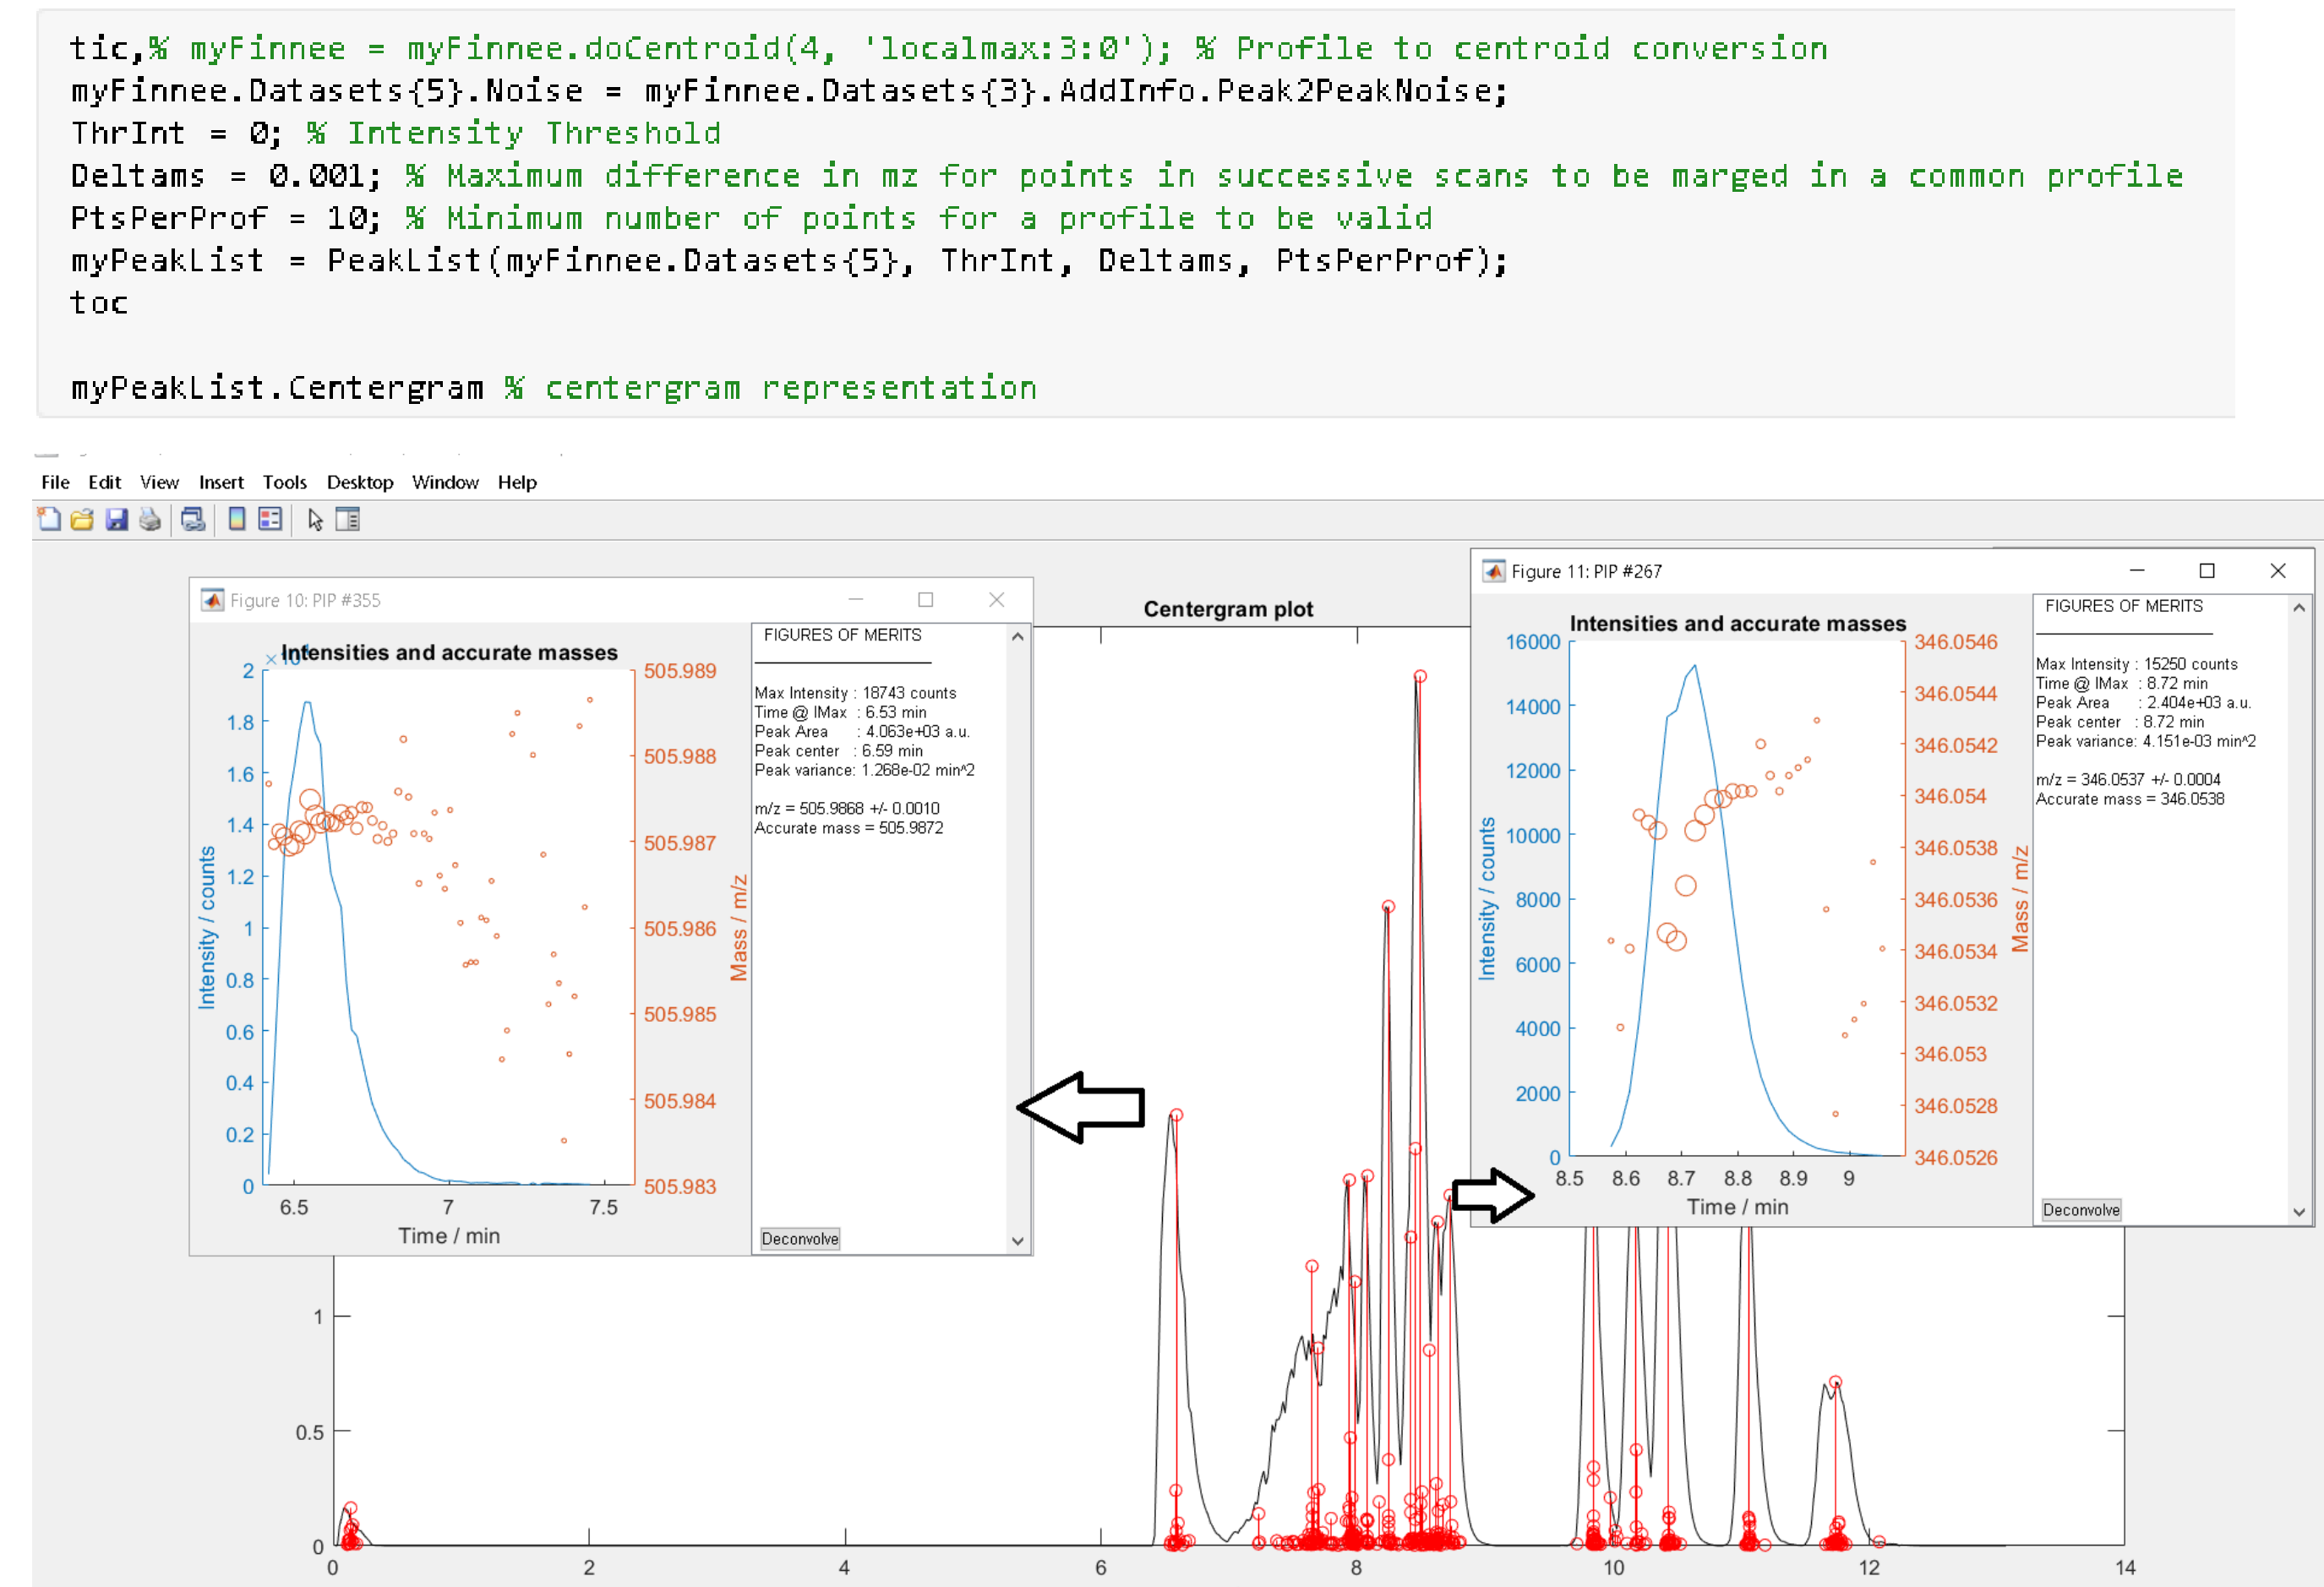 tic,% myFinnee = myFinnee.doCentroid(4, 'localmax:3:0'); % Profile to centroid conversion
myFinnee.Datasets{5}.Noise = myFinnee.Datasets{3}.AddInfo.Peak2PeakNoise;
ThrInt = 0; % Intensity Threshold
Deltams = 0.001; % Maximum difference in mz for points in successive scans to be marged in a common profile
PtsPerProf = 10; % Minimum number of points for a profile to be valid
myPeakList = PeakList(myFinnee.Datasets{5}, ThrInt, Deltams, PtsPerProf);
toc
myPeakList.Centergram % centergram representation
File Edit View Insert Tools Desktop Window Help
Figure 10: PIP #355
Intensities and accurate masses
2
1.8
1.6
1.4
1.2
1
0.8
0.6
0.4
0.2
0
Intensity / counts
6.5 7 7.5
Time / min
505.989
505.988
505.987
505.986
505.985
505.984
505.983
Mass / m/z
FIGURES OF MERITS
Max Intensity : 18743 counts
Time @ IMax : 6.53 min
Peak Area : 4.063e+03 a.u.
Peak center : 6.59 min
Peak variance: 1.268e-02 min^2
m/z = 505.9868 +/- 0.0010
Accurate mass = 505.9872
Deconvolve
Centergram plot
Figure 11: PIP #267
Intensities and accurate masses
16000
14000
12000
10000
8000
6000
4000
2000
0
Intensity / counts
8.5 8.6 8.7 8.8 8.9 9
Time / min
346.0546
346.0544
346.0542
346.054
346.0538
346.0536
346.0534
346.0532
346.053
346.0528
346.0526
Mass / m/z
FIGURES OF MERITS
Max Intensity : 15250 counts
Time @ IMax : 8.72 min
Peak Area : 2.404e+03 a.u.
Peak center : 8.72 min
Peak variance: 4.151e-03 min^2
m/z = 346.0537 +/- 0.0004
Accurate mass = 346.0538
Deconvolve
1
0.5
0
0 2 4 6 8 10 12 14